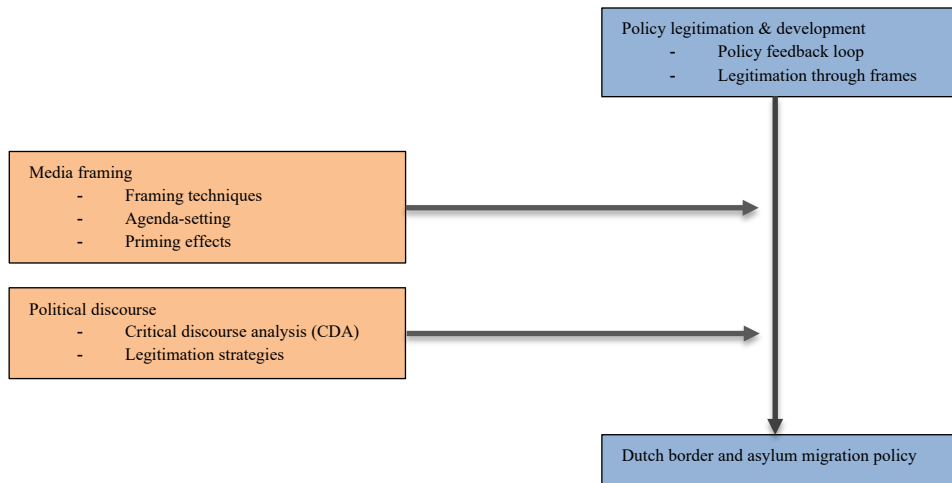 Policy legitimation & development
- Policy feedback loop
- Legitimation through frames
Media framing
- Framing techniques
- Agenda-setting
- Priming effects
Political discourse
- Critical discourse analysis (CDA)
- Legitimation strategies
Dutch border and asylum migration policy